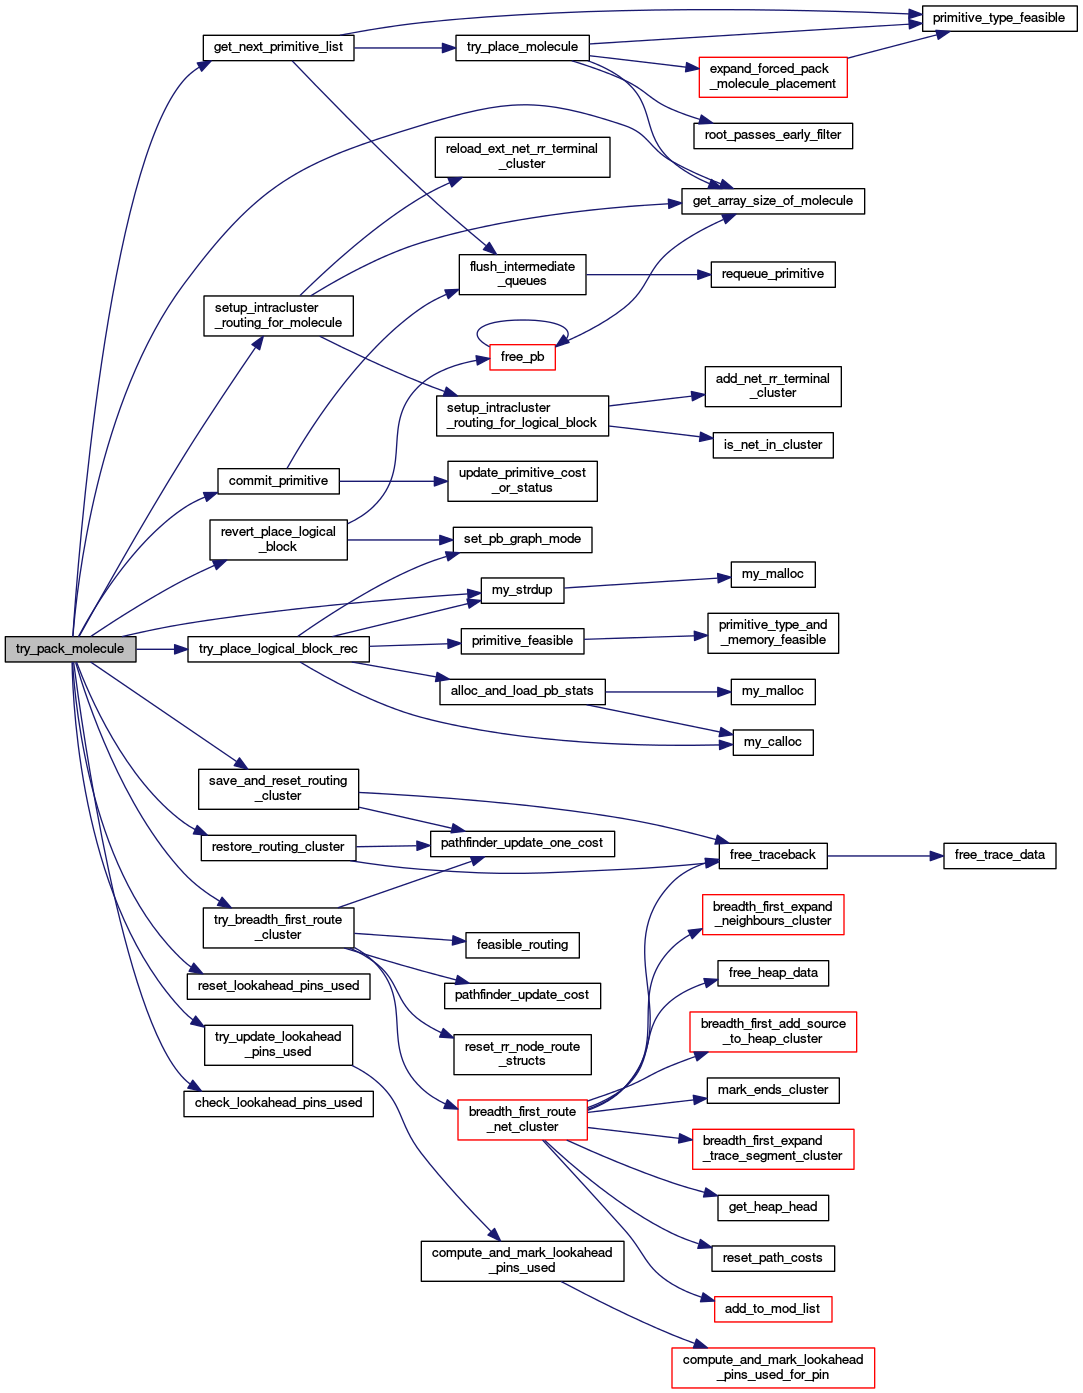 primitive_type_feasible
get_next_primitive_list
try_place_molecule
expand_forced_pack
_molecule_placement
root_passes_early_filter
reload_ext_net_rr_terminal
_cluster
get_array_size_of_molecule
flush_intermediate
_queues
requeue_primitive
setup_intracluster
_routing_for_molecule
free_pb
add_net_rr_terminal
_cluster
setup_intracluster
_routing_for_logical_block
is_net_in_cluster
commit_primitive
update_primitive_cost
_or_status
revert_place_logical
_block
set_pb_graph_mode
my_strdup
my_malloc
try_pack_molecule
try_place_logical_block_rec
primitive_feasible
primitive_type_and
_memory_feasible
alloc_and_load_pb_stats
my_malloc
my_calloc
save_and_reset_routing
_cluster
restore_routing_cluster
pathfinder_update_one_cost
free_traceback
free_trace_data
try_breadth_first_route
_cluster
breadth_first_expand
_neighbours_cluster
feasible_routing
free_heap_data
reset_lookahead_pins_used
pathfinder_update_cost
try_update_lookahead
_pins_used
reset_rr_node_route
_structs
breadth_first_add_source
_to_heap_cluster
check_lookahead_pins_used
breadth_first_route
_net_cluster
mark_ends_cluster
breadth_first_expand
_trace_segment_cluster
get_heap_head
compute_and_mark_lookahead
_pins_used
reset_path_costs
add_to_mod_list
compute_and_mark_lookahead
_pins_used_for_pin